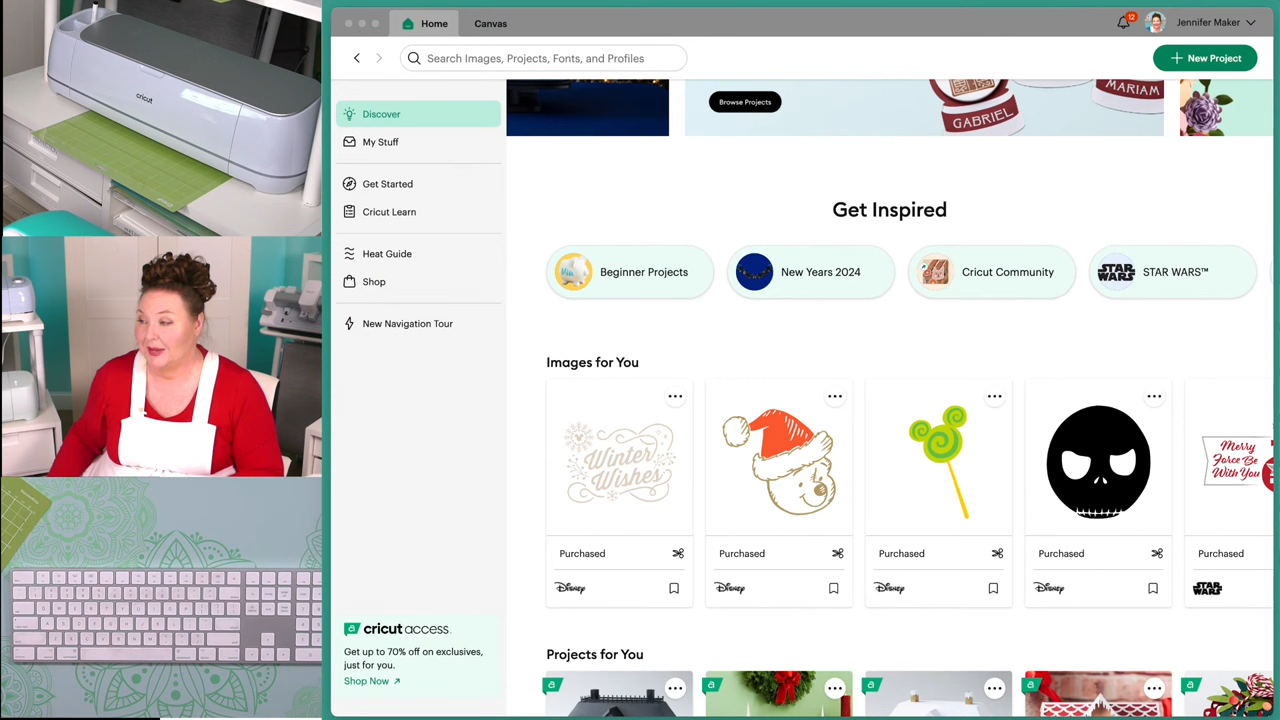 cricut
Home
Canvas
12
Jennifer Maker
Search Images, Projects, Fonts, and Profiles
New Project
Discover
My Stuff
Get Started
Cricut Learn
Heat Guide
Shop
New Navigation Tour
cricut access.
Get up to 70% off on exclusives,
just for you.
Shop Now
Browse Projects
GABRIEL
MARIAM
Get Inspired
Beginner Projects
New Years 2024
Cricut Community
STAR WARS
STAR WARS™
Images for You
Winter
Wishes
Merry
Force Be
With You
Purchased
Purchased
Purchased
Purchased
Purchased
Disney
Disney
Disney
Disney
STAR WARS
Projects for You
a
a
a
a